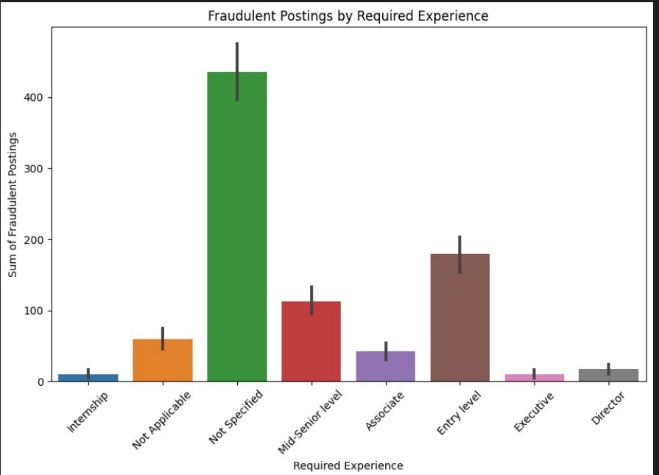 Fraudulent Postings by Required Experience
Sum of Fraudulent Postings
400
300
200
100
0
Internship
Not Applicable
Not Specified
Mid-Senior level
Associate
Entry level
Executive
Director
Required Experience